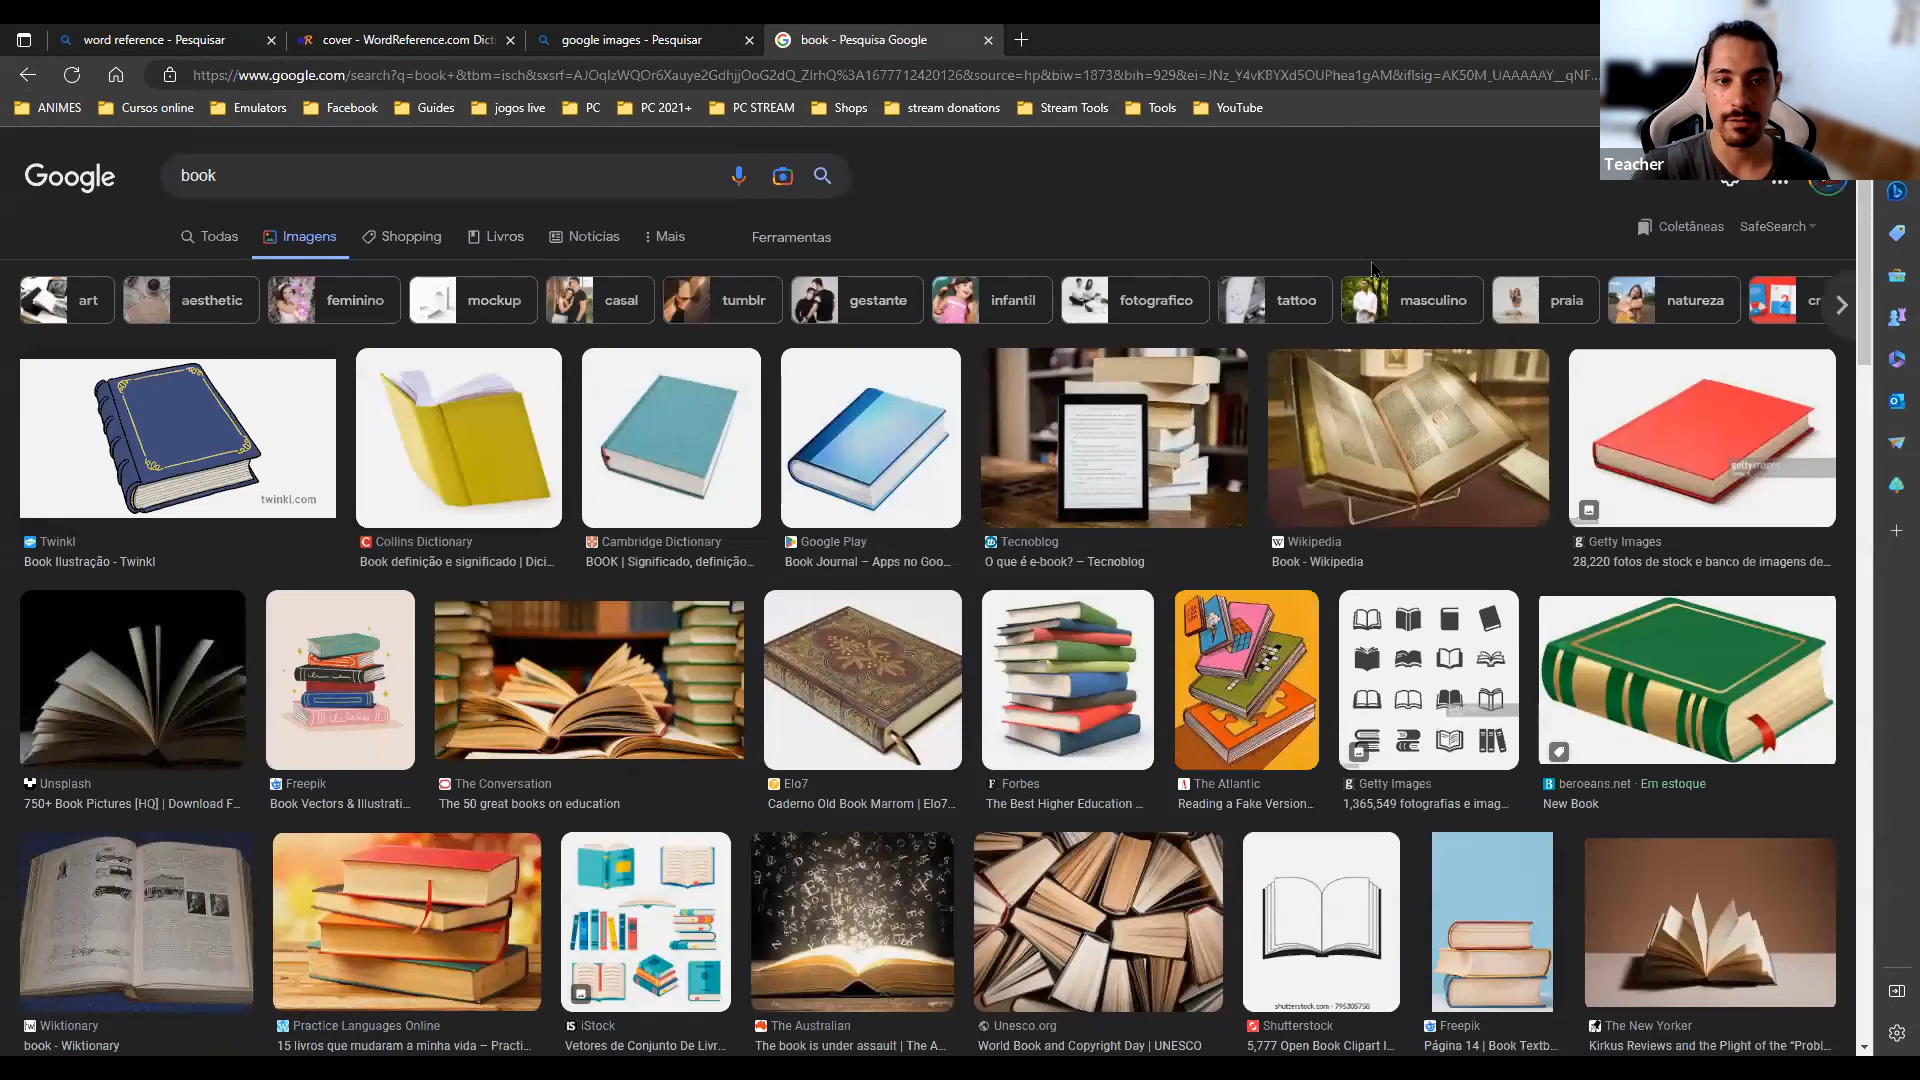 word reference - Pesquisar
cover - WordReference.com Dict
google images - Pesquisar
book - Pesquisa Google
https://www.google.com/search?q=book+&tbm=isch&sxsrf=AJOqlzWQOr6Xauye2GdhjjOoG2dQ_ZIrhQ%3A1677712420126&source=hp&biw=1873&bih=929&ei=JNz_Y4vKBYXd5OUPhea1gAM&iflsig=AK50M_UAAAAAY__qNF...
ANIMES
Cursos online
Emulators
Facebook
Guides
jogos live
PC
PC 2021+
PC STREAM
Shops
stream donations
Stream Tools
Tools
YouTube
Teacher
Google
book
Todas
Imagens
Shopping
Livros
Notícias
Mais
Ferramentas
Coletâneas
SafeSearch
art
aesthetic
feminino
mockup
casal
tumblr
gestante
infantil
fotografico
tattoo
masculino
praia
natureza
cr
twinkl.com
gettyimages
Twinkl
Collins Dictionary
Cambridge Dictionary
Google Play
Tecnoblog
Wikipedia
Getty Images
Book Ilustração - Twinkl
Book definição e significado | Dici...
BOOK | Significado, definição...
Book Journal – Apps no Goo...
O que é e-book? – Tecnoblog
Book - Wikipedia
28,220 fotos de stock e banco de imagens de...
Unsplash
Freepik
The Conversation
Elo7
Forbes
The Atlantic
Getty Images
beroeans.net · Em estoque
750+ Book Pictures [HQ] | Download F...
Book Vectors & Illustrati...
The 50 great books on education
Caderno Old Book Marrom | Elo7...
The Best Higher Education ...
Reading a Fake Version...
1,365,549 fotografias e imag...
New Book
shutterstock.com · 795305758
Wiktionary
Practice Languages Online
iStock
The Australian
Unesco.org
Shutterstock
Freepik
The New Yorker
book - Wiktionary
15 livros que mudaram a minha vida – Practi...
Vetores de Conjunto De Livr...
The book is under assault | The A...
World Book and Copyright Day | UNESCO
5,777 Open Book Clipart I...
Página 14 | Book Textb...
Kirkus Reviews and the Plight of the “Probl...